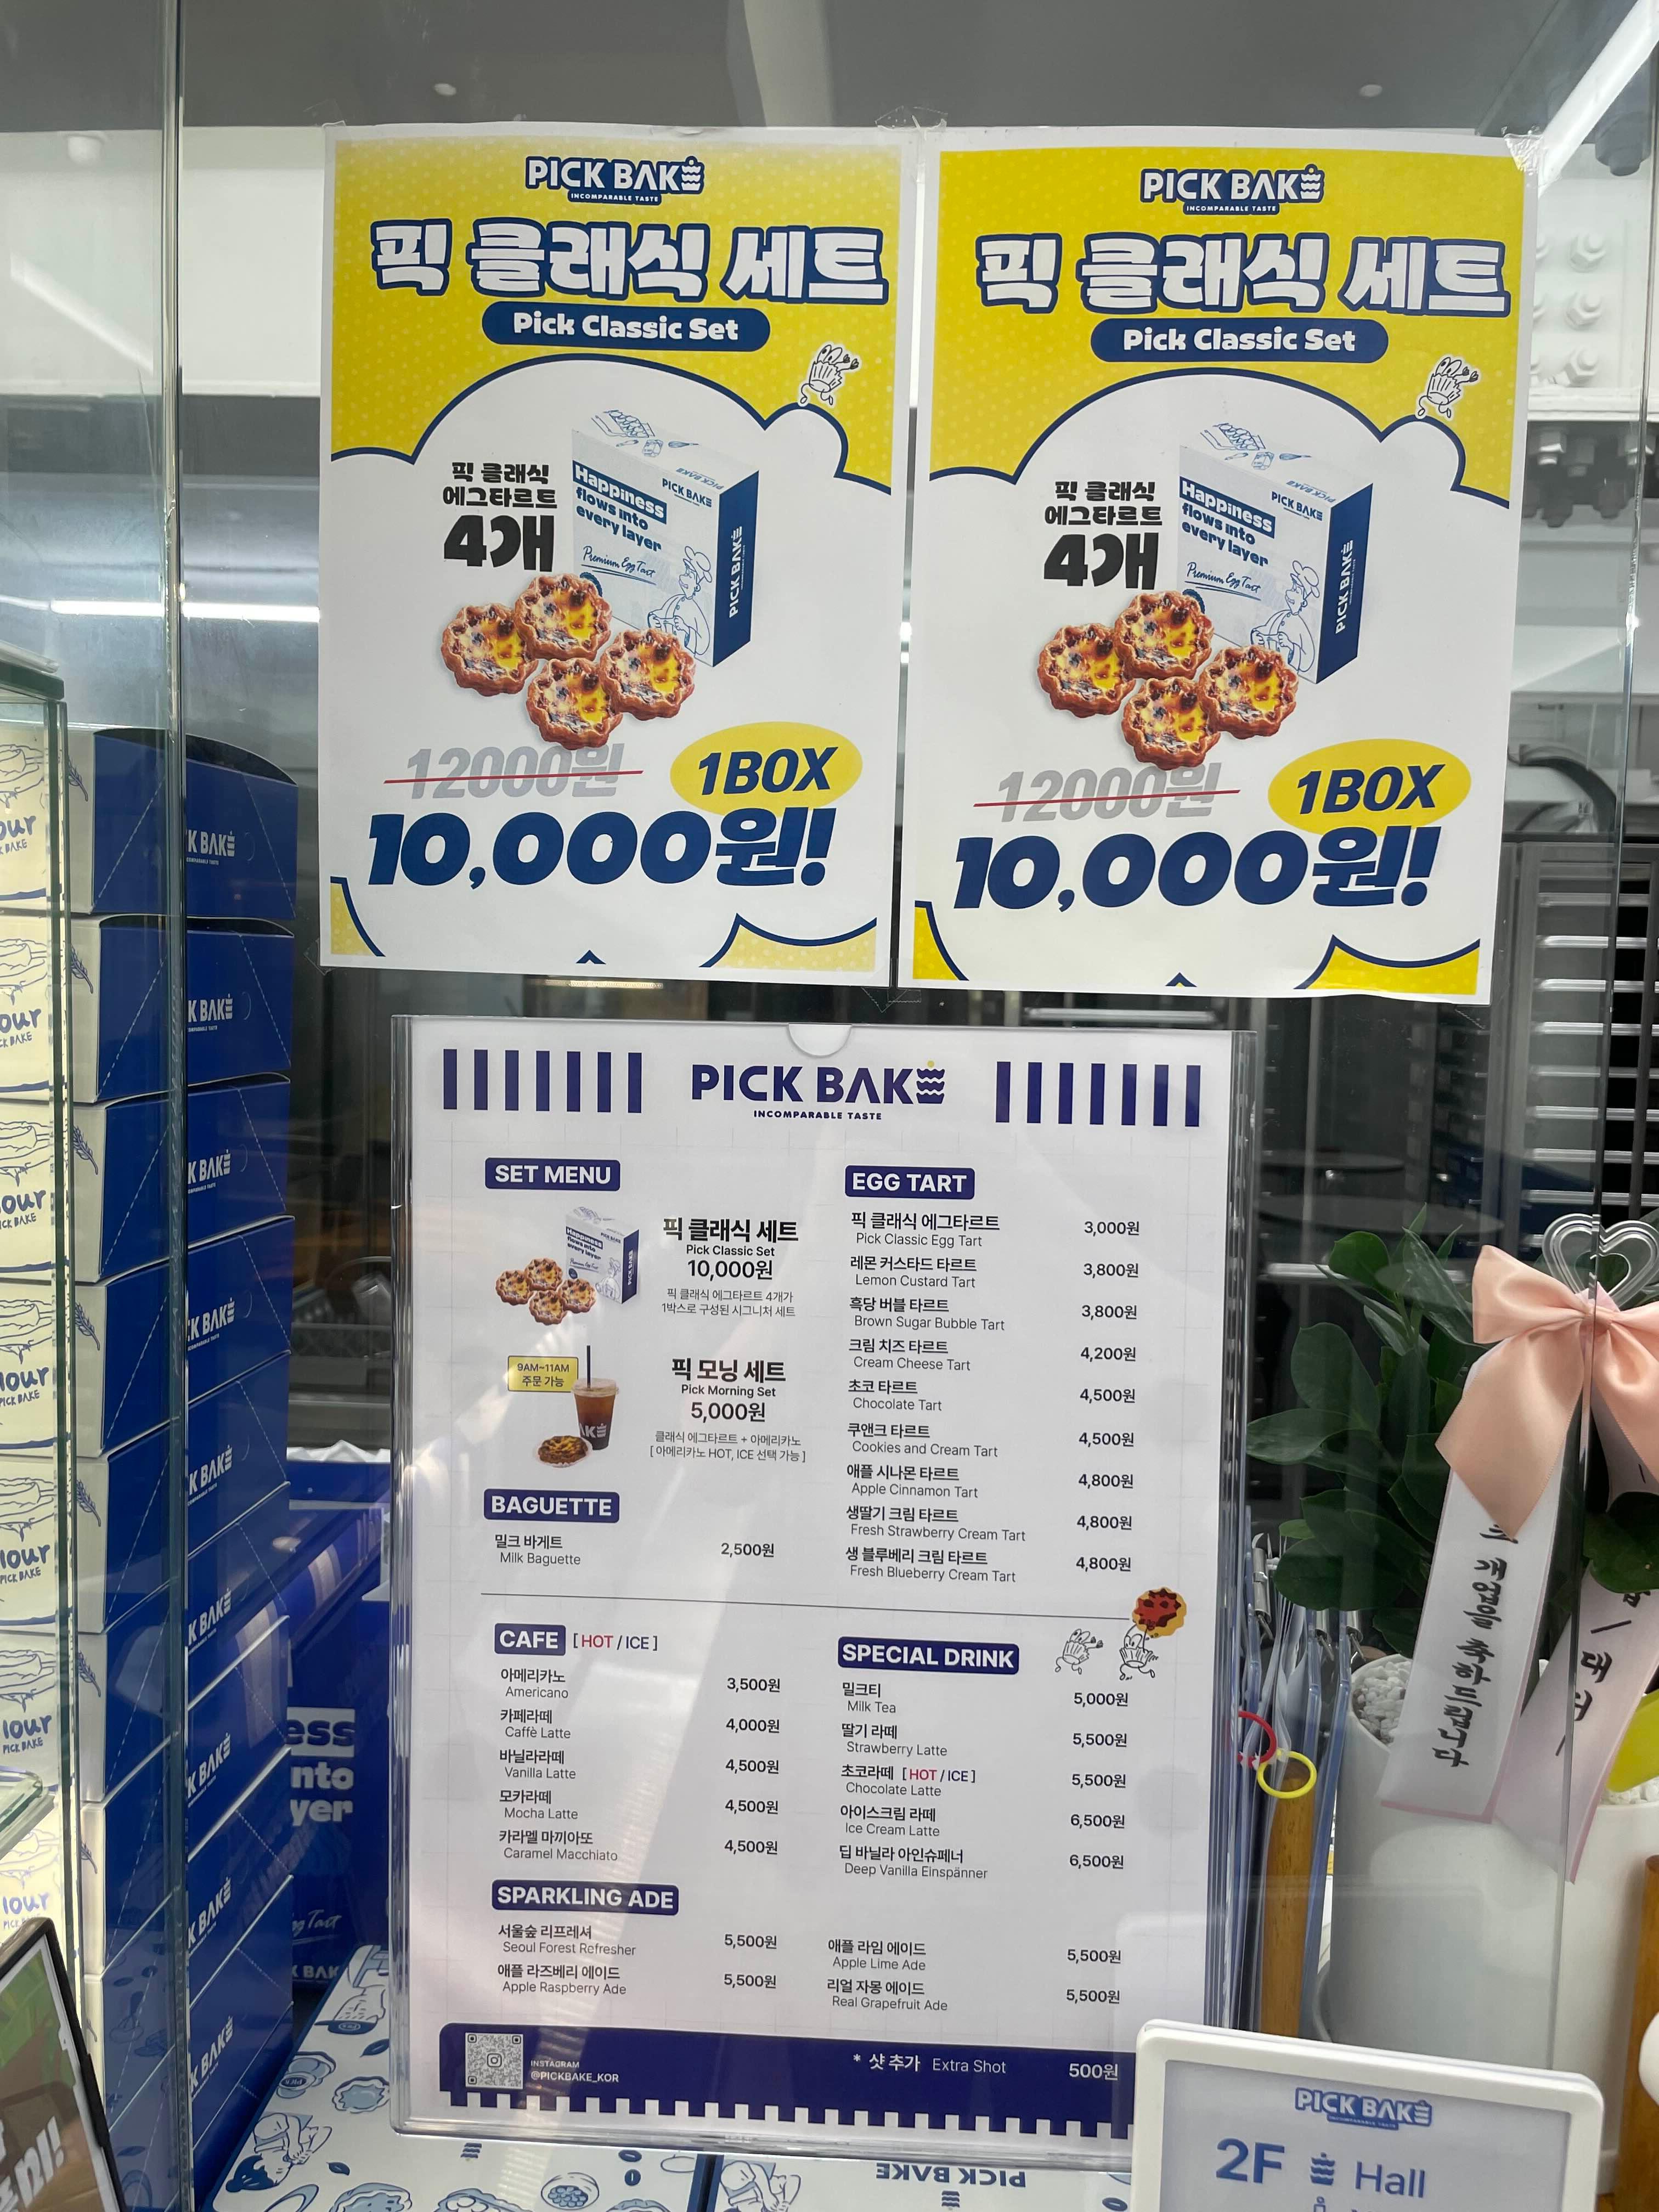 PICK BAKE
INCOMPARABLE TASTE
픽 클래식 세트
Pick Classic Set
픽 클래식
에그타르트
4개
Happiness
flows into
every layer
Premium Egg Tart
PICK BAKE
PICK BAKE
PICK BAKE
12000원
1BOX
10,000원!
PICK BAKE
INCOMPARABLE TASTE
픽 클래식 세트
Pick Classic Set
픽 클래식
에그타르트
4개
Happiness
flows into
every layer
Premium Egg Tart
PICK BAKE
PICK BAKE
PICK BAKE
12000원
1BOX
10,000원!
PICK BAKE
INCOMPARABLE TASTE
SET MENU
Happiness
flows into
every layer
픽 클래식 세트
Pick Classic Set
10,000원
픽 클래식 에그타르트 4개가
1박스로 구성된 시그니처 세트
9AM~11AM
주문 가능
픽 모닝 세트
Pick Morning Set
5,000원
클래식 에그타르트 + 아메리카노
[ 아메리카노 HOT, ICE 선택 가능 ]
BAGUETTE
밀크 바게트 2,500원
Milk Baguette
EGG TART
픽 클래식 에그타르트 3,000원
Pick Classic Egg Tart
레몬 커스타드 타르트 3,800원
Lemon Custard Tart
흑당 버블 타르트 3,800원
Brown Sugar Bubble Tart
크림 치즈 타르트 4,200원
Cream Cheese Tart
초코 타르트 4,500원
Chocolate Tart
쿠앤크 타르트 4,500원
Cookies and Cream Tart
애플 시나몬 타르트 4,800원
Apple Cinnamon Tart
생딸기 크림 타르트 4,800원
Fresh Strawberry Cream Tart
생 블루베리 크림 타르트 4,800원
Fresh Blueberry Cream Tart
CAFE [ HOT / ICE ]
아메리카노 3,500원
Americano
카페라떼 4,000원
Caffè Latte
바닐라라떼 4,500원
Vanilla Latte
모카라떼 4,500원
Mocha Latte
카라멜 마끼아또 4,500원
Caramel Macchiato
SPECIAL DRINK
밀크티 5,000원
Milk Tea
딸기 라떼 5,500원
Strawberry Latte
초코라떼 [ HOT / ICE ] 5,500원
Chocolate Latte
아이스크림 라떼 6,500원
Ice Cream Latte
딥 바닐라 아인슈페너 6,500원
Deep Vanilla Einspänner
SPARKLING ADE
서울숲 리프레셔 5,500원
Seoul Forest Refresher
애플 라즈베리 에이드 5,500원
Apple Raspberry Ade
애플 라임 에이드 5,500원
Apple Lime Ade
리얼 자몽 에이드 5,500원
Real Grapefruit Ade
INSTAGRAM
@PICKBAKE_KOR
* 샷 추가 Extra Shot 500원
개업을 축하드립니다
PICK BAKE
2F Hall
PICK BAKE